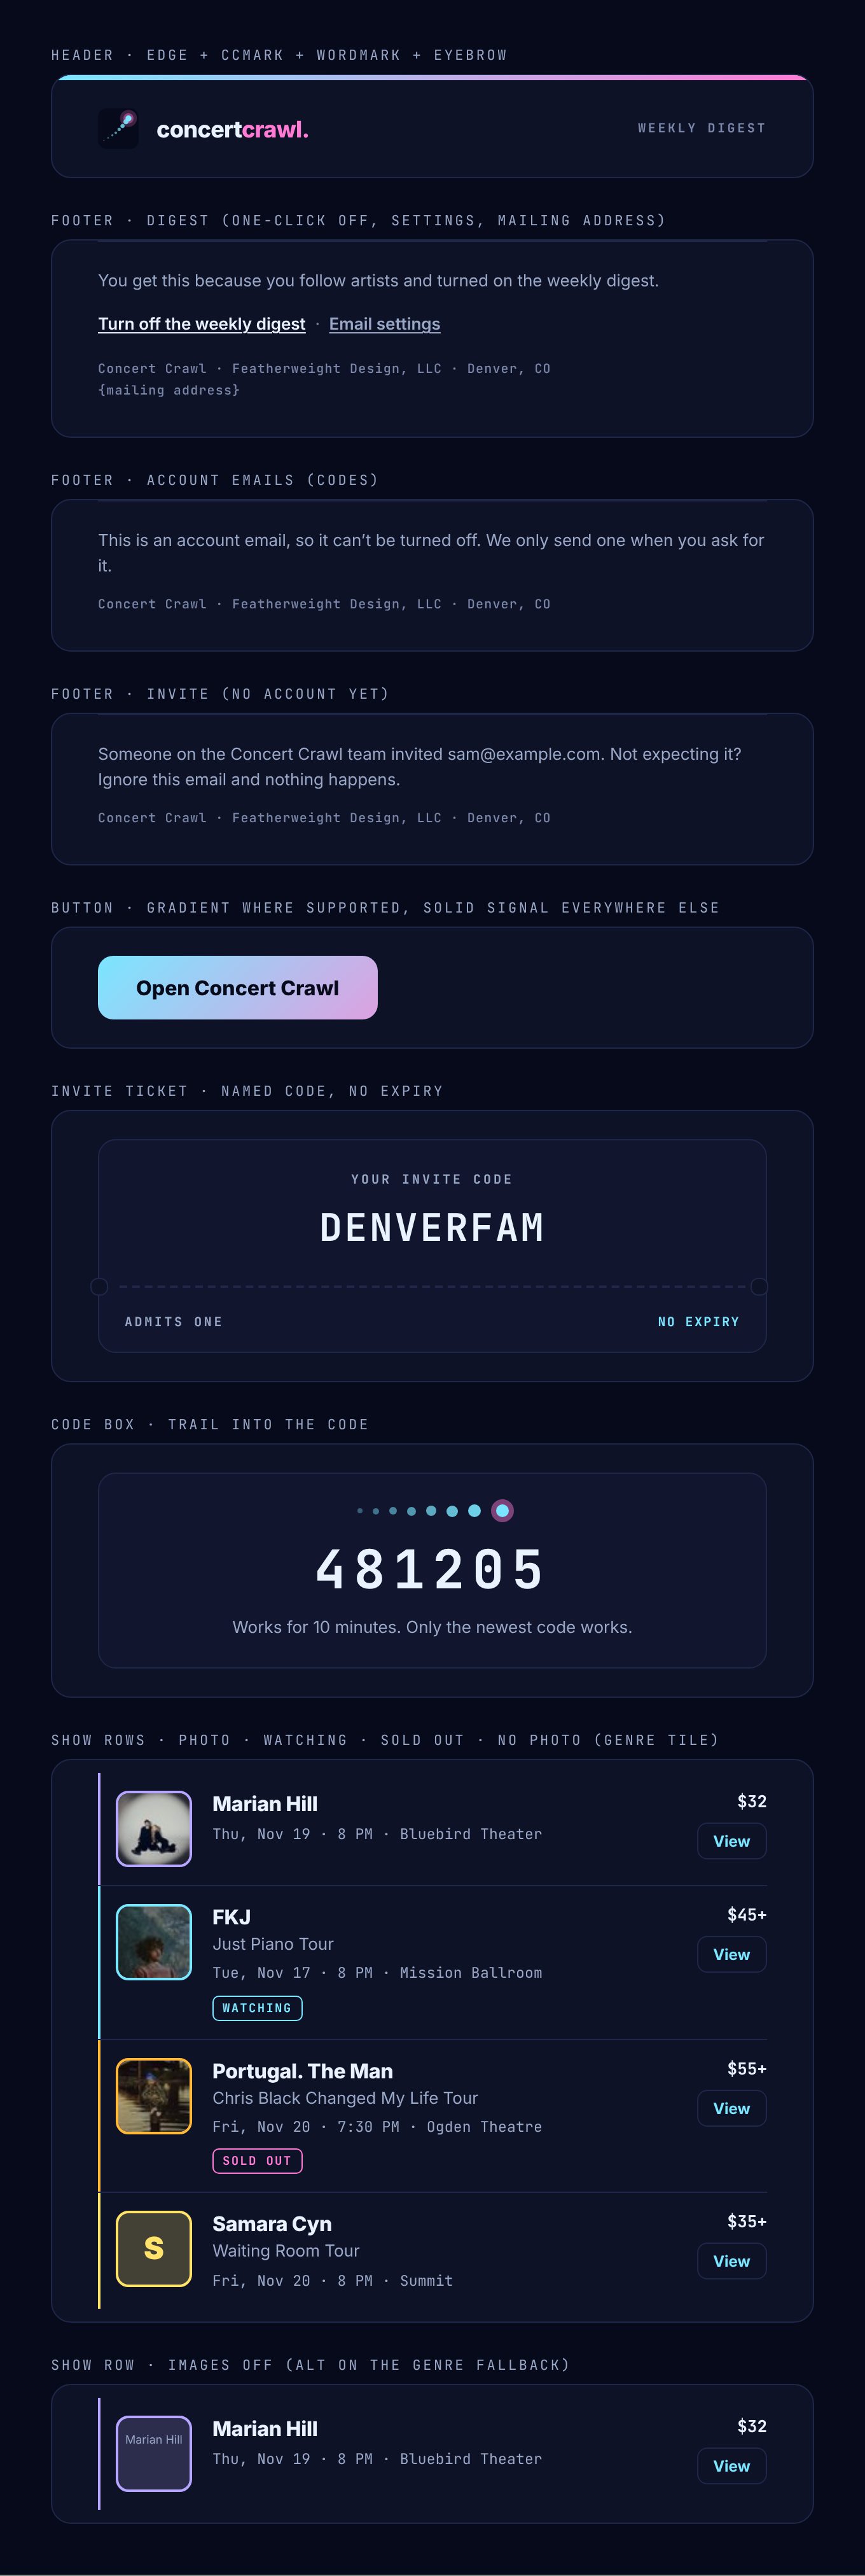 HEADER · EDGE + CCMARK + WORDMARK + EYEBROW
concertcrawl.
WEEKLY DIGEST
FOOTER · DIGEST (ONE-CLICK OFF, SETTINGS, MAILING ADDRESS)
You get this because you follow artists and turned on the weekly digest.
Turn off the weekly digest · Email settings
Concert Crawl · Featherweight Design, LLC · Denver, CO
{mailing address}
FOOTER · ACCOUNT EMAILS (CODES)
This is an account email, so it can’t be turned off. We only send one when you ask for
it.
Concert Crawl · Featherweight Design, LLC · Denver, CO
FOOTER · INVITE (NO ACCOUNT YET)
Someone on the Concert Crawl team invited sam@example.com. Not expecting it?
Ignore this email and nothing happens.
Concert Crawl · Featherweight Design, LLC · Denver, CO
BUTTON · GRADIENT WHERE SUPPORTED, SOLID SIGNAL EVERYWHERE ELSE
Open Concert Crawl
INVITE TICKET · NAMED CODE, NO EXPIRY
YOUR INVITE CODE
DENVERFAM
ADMITS ONE
NO EXPIRY
CODE BOX · TRAIL INTO THE CODE
481205
Works for 10 minutes. Only the newest code works.
SHOW ROWS · PHOTO · WATCHING · SOLD OUT · NO PHOTO (GENRE TILE)
Marian Hill
Thu, Nov 19 · 8 PM · Bluebird Theater
$32
View
FKJ
Just Piano Tour
Tue, Nov 17 · 8 PM · Mission Ballroom
WATCHING
$45+
View
Portugal. The Man
Chris Black Changed My Life Tour
Fri, Nov 20 · 7:30 PM · Ogden Theatre
SOLD OUT
$55+
View
S
Samara Cyn
Waiting Room Tour
Fri, Nov 20 · 8 PM · Summit
$35+
View
SHOW ROW · IMAGES OFF (ALT ON THE GENRE FALLBACK)
Marian Hill
Marian Hill
Thu, Nov 19 · 8 PM · Bluebird Theater
$32
View